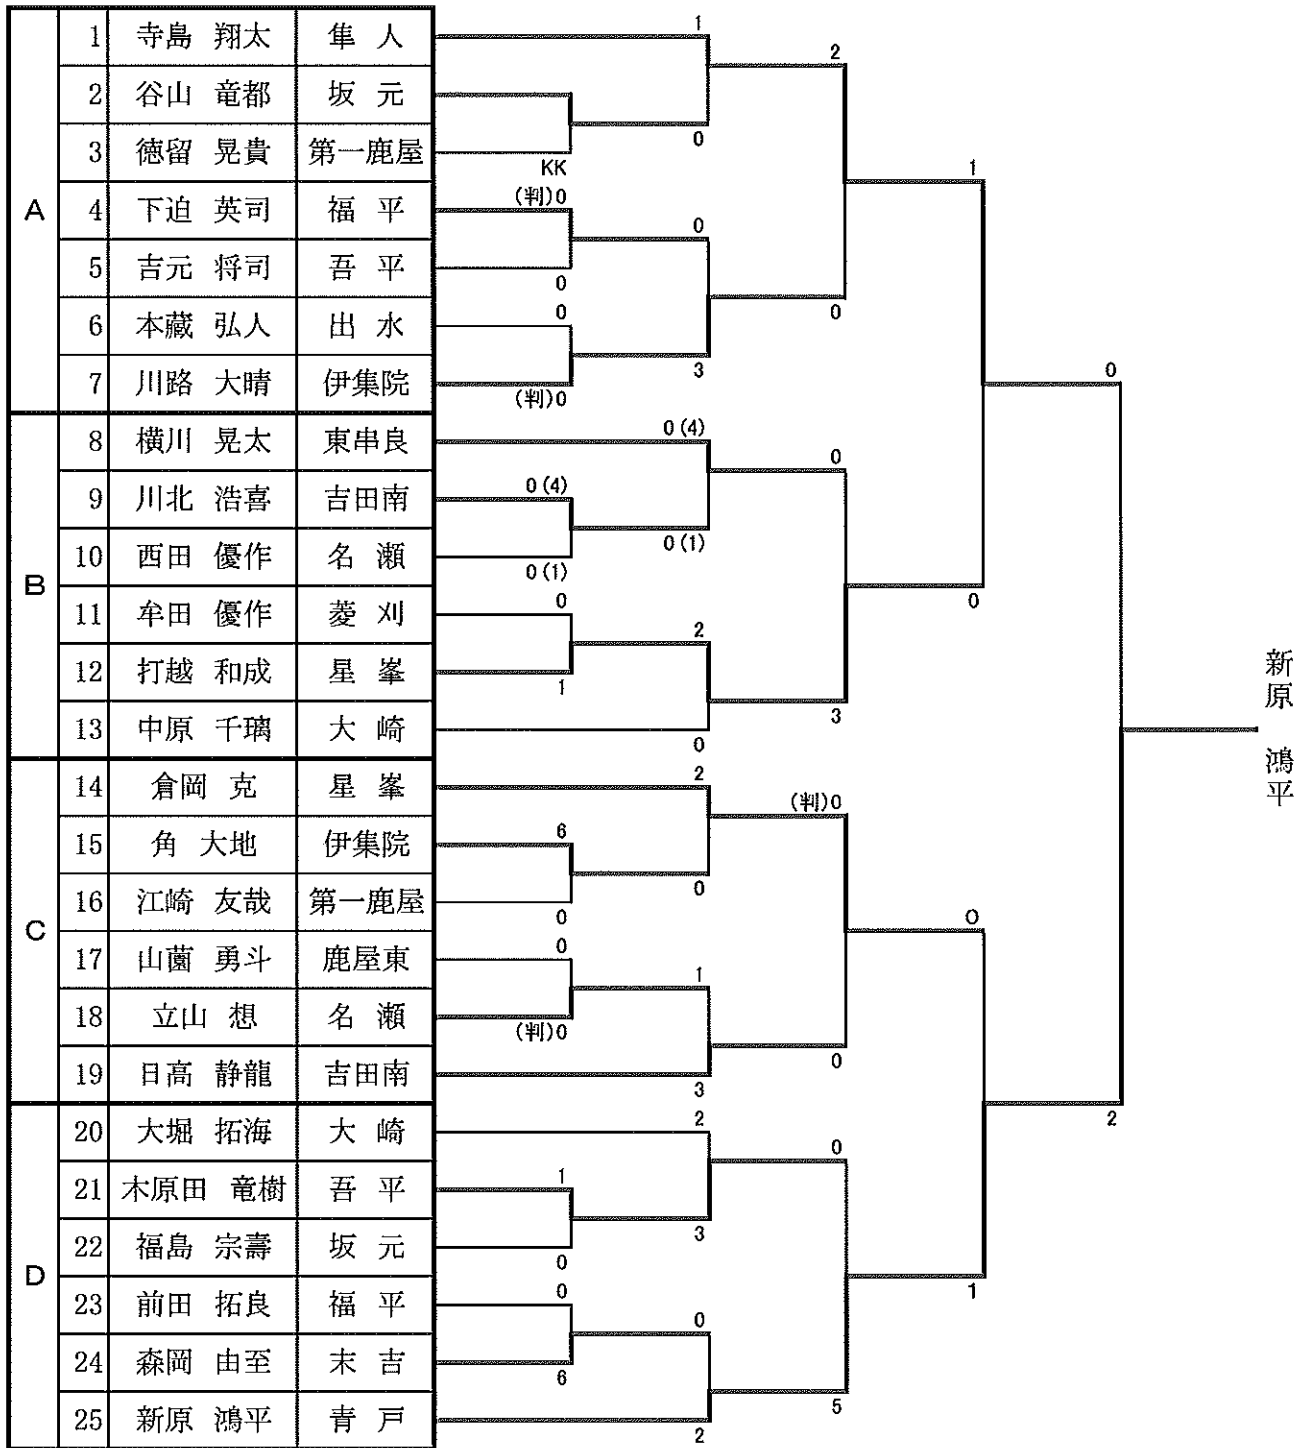 A
1 寺島 翔太 隼人 1
2
2 谷山 竜都 坂元
0
3 徳留 晃貴 第一鹿屋 KK
1
4 下迫 英司 福平 (判)0
0
5 吉元 将司 吾平 0
0
6 本蔵 弘人 出水 0
3
7 川路 大晴 伊集院 (判)0
0
B
8 横川 晃太 東串良 0(4)
0
9 川北 浩喜 吉田南 0(4)
0(1)
10 西田 優作 名瀬 0(1)
0
11 牟田 優作 菱刈 0
2
12 打越 和成 星峯 1
3
13 中原 千璃 大崎 0
新原 鴻平
C
14 倉岡 克 星峯 2
(判)0
15 角 大地 伊集院 6
0
16 江崎 友哉 第一鹿屋 0
0
17 山薗 勇斗 鹿屋東 0
1
18 立山 想 名瀬 (判)0
0
19 日高 静龍 吉田南 3
2
D
20 大堀 拓海 大崎 2
0
21 木原田 竜樹 吾平 1
3
22 福島 宗壽 坂元 0
1
23 前田 拓良 福平 0
0
24 森岡 由至 末吉 6
5
25 新原 鴻平 青戸 2